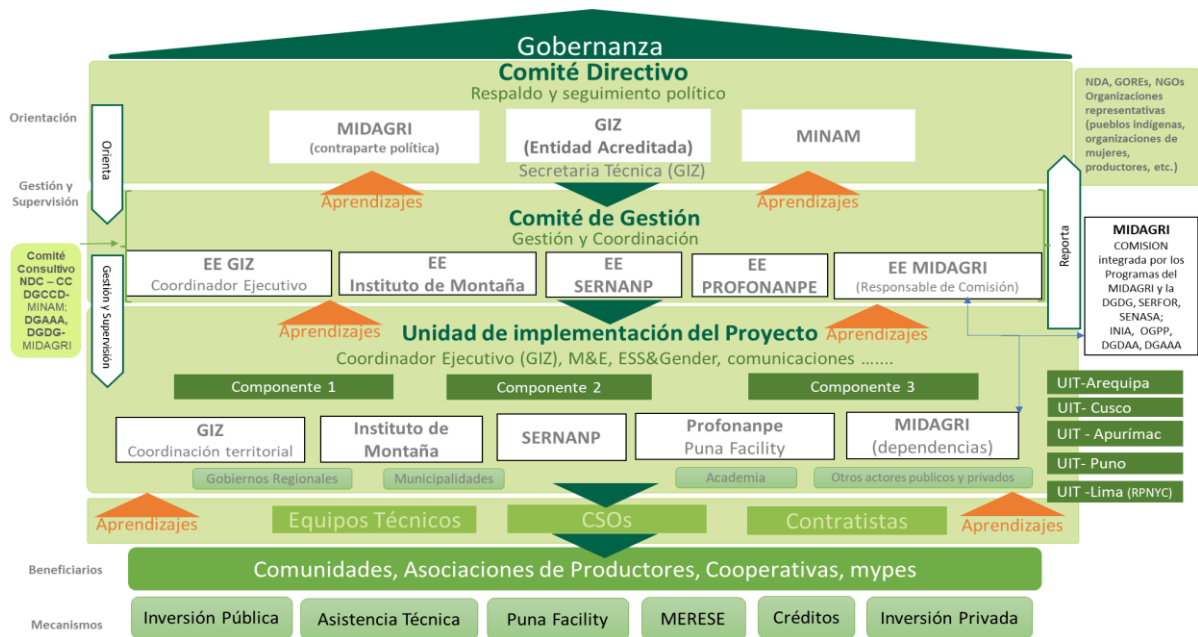 Gobernanza
Comité Directivo
Respaldo y seguimiento político
Orientación
Orienta
MIDAGRI
(contraparte política)
GIZ
(Entidad Acreditada)
Secretaria Técnica (GIZ)
MINAM
NDA, GOREs, NGOs
Organizaciones
representativas
(pueblos indígenas,
organizaciones de
mujeres,
productores, etc.)
Aprendizajes
Aprendizajes
Gestión y
Supervisión
Comité de Gestión
Gestión y Coordinación
Reporta
Comité
Consultivo
NDC – CC
DGCCD-
MINAM;
DGAAA,
DGDG-
MIDAGRI
Gestión y Supervisión
EE GIZ
Coordinador Ejecutivo
EE
Instituto de Montaña
EE
SERNANP
EE
PROFONANPE
EE MIDAGRI
(Responsable de Comisión)
MIDAGRI
COMISION
integrada por los
Programas del
MIDAGRI y la
DGDG, SERFOR,
SENASA;
INIA, OGPP,
DGDAA, DGAAA
Aprendizajes
Aprendizajes
Unidad de implementación del Proyecto
Coordinador Ejecutivo (GIZ), M&E, ESS&Gender, comunicaciones .......
Componente 1
Componente 2
Componente 3
GIZ
Coordinación territorial
Instituto de
Montaña
SERNANP
Profonanpe
Puna Facility
MIDAGRI
(dependencias)
UIT-Arequipa
UIT- Cusco
UIT - Apurímac
UIT- Puno
UIT -Lima (RPNYC)
Gobiernos Regionales
Municipalidades
Academia
Otros actores publicos y privados
Aprendizajes
Equipos Técnicos
CSOs
Contratistas
Aprendizajes
Beneficiarios
Comunidades, Asociaciones de Productores, Cooperativas, mypes
Mecanismos
Inversión Pública
Asistencia Técnica
Puna Facility
MERESE
Créditos
Inversión Privada